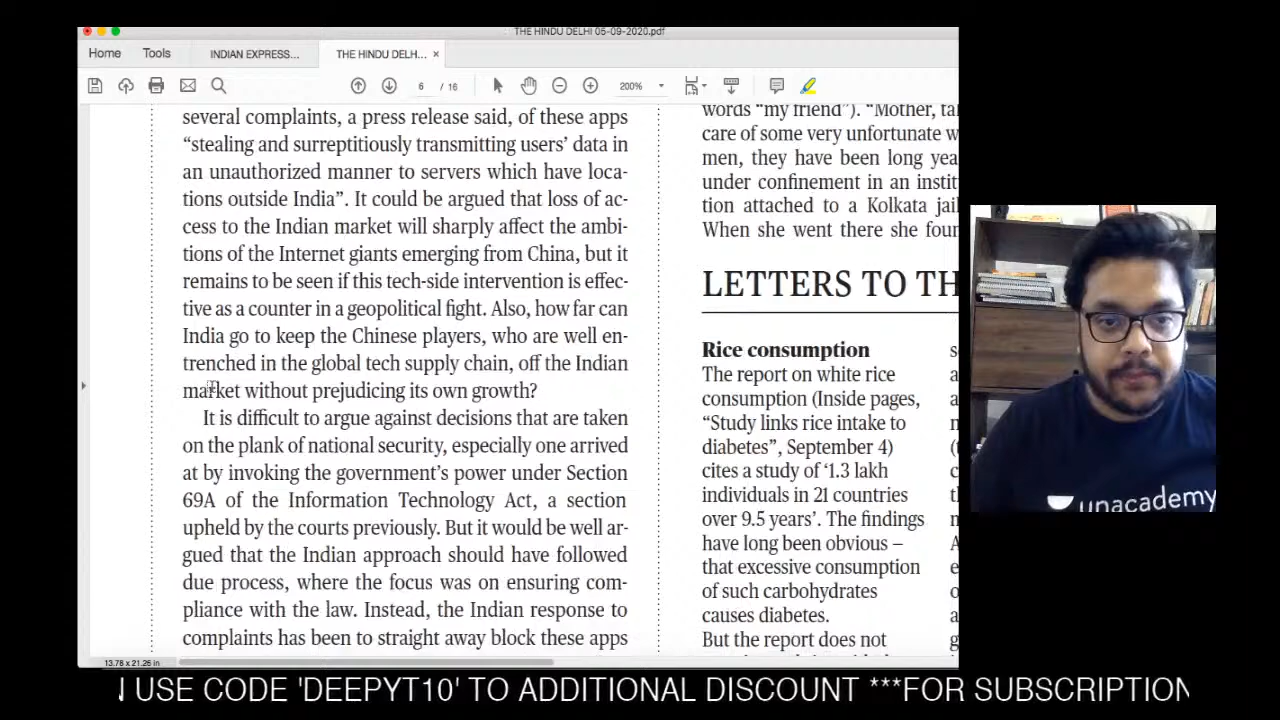 THE HINDU DELHI 05-09-2020.pdf
Home Tools INDIAN EXPRESS... THE HINDU DELH... ×
6 / 16 200%
several complaints, a press release said, of these apps
“stealing and surreptitiously transmitting users’ data in
an unauthorized manner to servers which have loca-
tions outside India”. It could be argued that loss of ac-
cess to the Indian market will sharply affect the ambi-
tions of the Internet giants emerging from China, but it
remains to be seen if this tech-side intervention is effec-
tive as a counter in a geopolitical fight. Also, how far can
India go to keep the Chinese players, who are well en-
trenched in the global tech supply chain, off the Indian
market without prejudicing its own growth?
It is difficult to argue against decisions that are taken
on the plank of national security, especially one arrived
at by invoking the government’s power under Section
69A of the Information Technology Act, a section
upheld by the courts previously. But it would be well ar-
gued that the Indian approach should have followed
due process, where the focus was on ensuring com-
pliance with the law. Instead, the Indian response to
complaints has been to straight away block these apps
words “my friend”). “Mother, tal
care of some very unfortunate w
men, they have been long yea
under confinement in an instit
tion attached to a Kolkata jail
When she went there she foun
LETTERS TO TH
Rice consumption
The report on white rice
consumption (Inside pages,
“Study links rice intake to
diabetes”, September 4)
cites a study of ‘1.3 lakh
individuals in 21 countries
over 9.5 years’. The findings
have long been obvious –
that excessive consumption
of such carbohydrates
causes diabetes.
But the report does not
13.78 x 21.26 in
unacademy
USE CODE 'DEEPYT10' TO ADDITIONAL DISCOUNT ***FOR SUBSCRIPTION